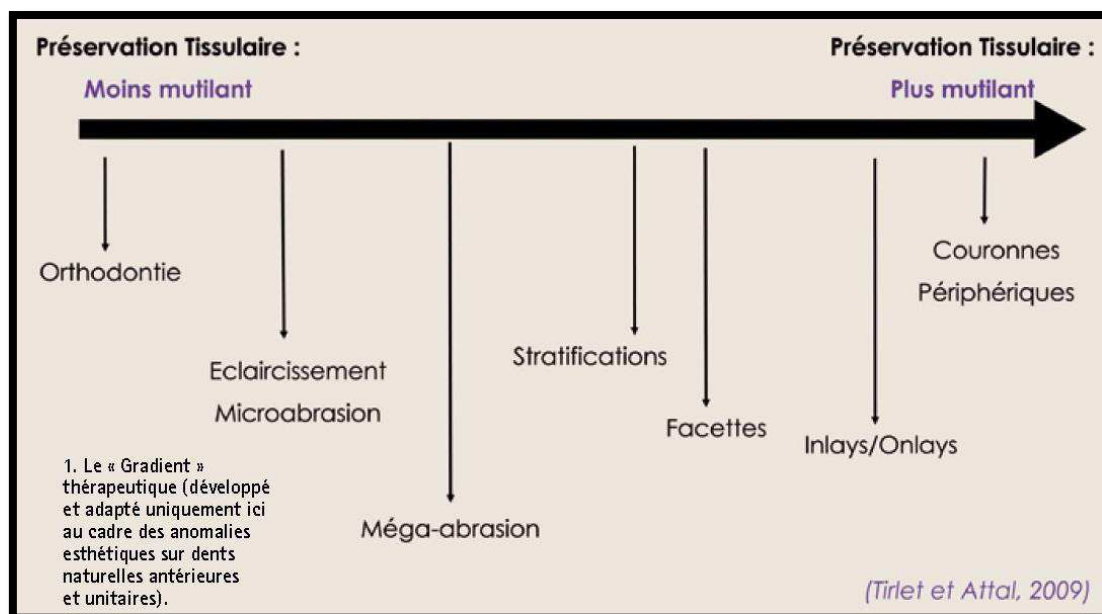 Préservation Tissulaire :
Moins mutilant
Préservation Tissulaire :
Plus mutilant
Orthodontie
Eclaircissement
Microabrasion
Méga-abrasion
Stratifications
Facettes
Inlays/Onlays
Couronnes
Périphériques
1. Le « Gradient »
thérapeutique (développé
et adapté uniquement ici
au cadre des anomalies
esthétiques sur dents
naturelles antérieures
et unitaires).
(Tirlet et Attal, 2009)